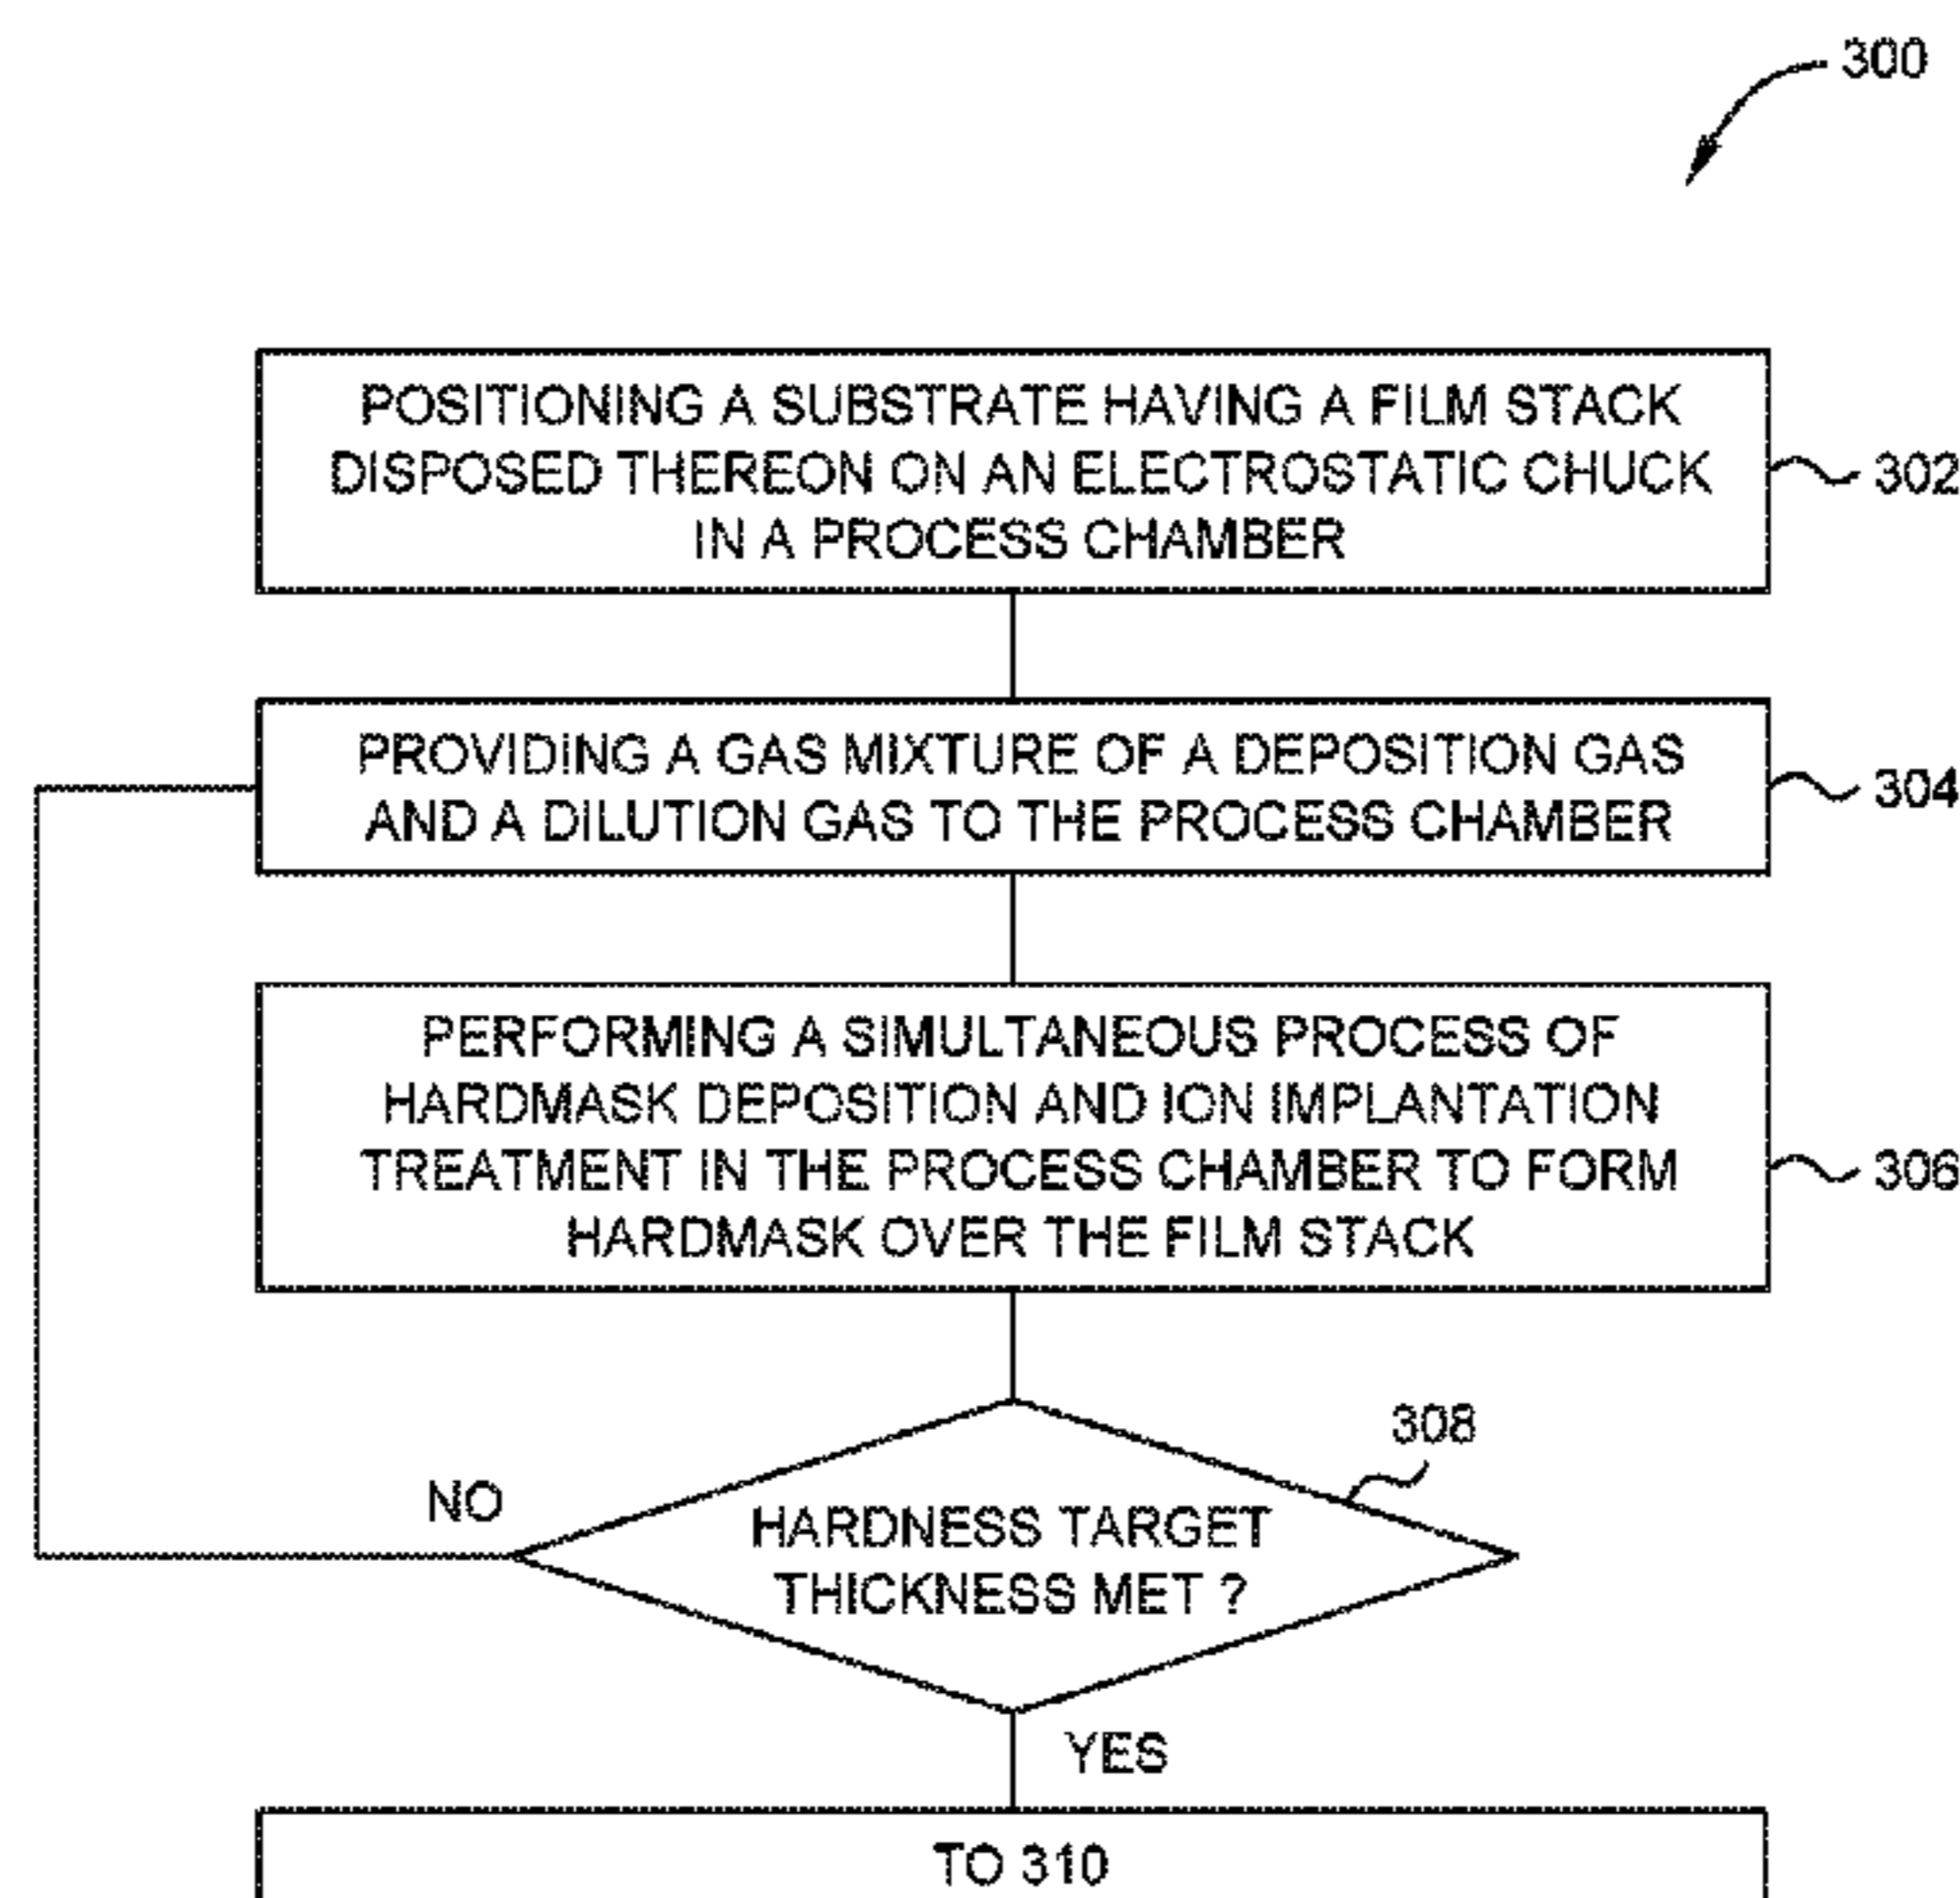 300
POSITIONING A SUBSTRATE HAVING A FILM STACK
DISPOSED THEREON ON AN ELECTROSTATIC CHUCK
IN A PROCESS CHAMBER
302
PROVIDING A GAS MIXTURE OF A DEPOSITION GAS
AND A DILUTION GAS TO THE PROCESS CHAMBER
304
PERFORMING A SIMULTANEOUS PROCESS OF
HARDMASK DEPOSITION AND ION IMPLANTATION
TREATMENT IN THE PROCESS CHAMBER TO FORM
HARDMASK OVER THE FILM STACK
306
308
NO
HARDNESS TARGET
THICKNESS MET ?
YES
TO 310